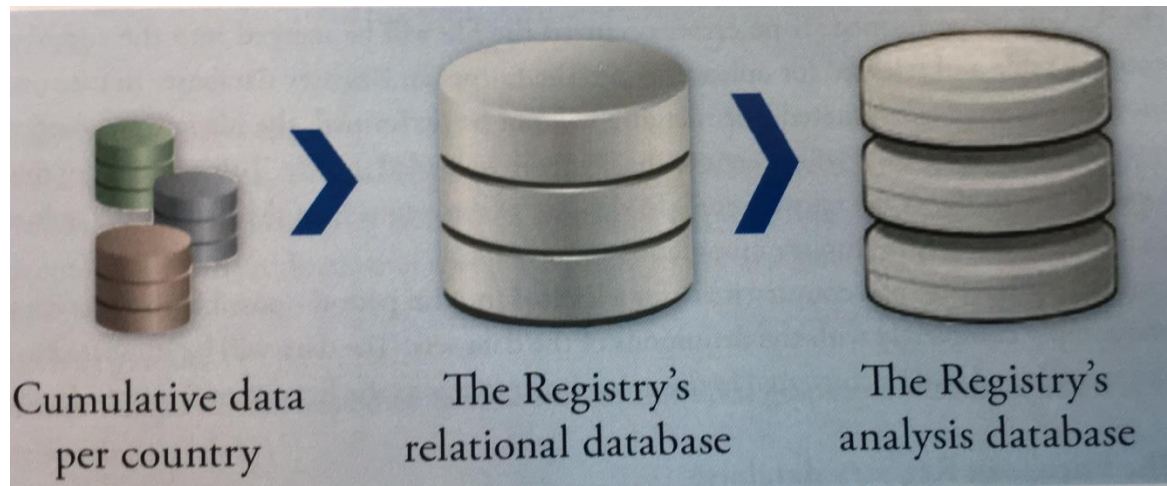 Cumulative data
per country
The Registry's
relational database
The Registry's
analysis database